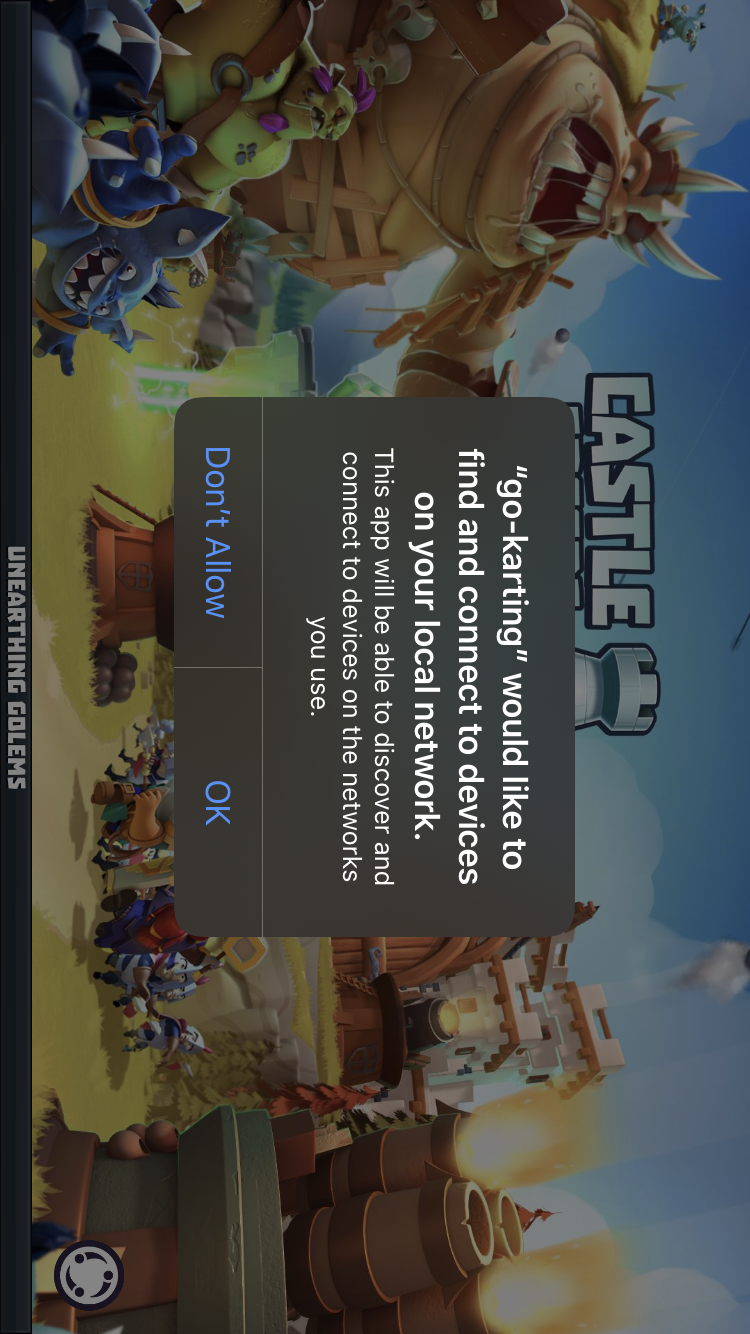 CASTLE
“go-karting” would like to
find and connect to devices
on your local network.
This app will be able to discover and
connect to devices on the networks
you use.
Don’t Allow
OK
UNEARTHING GOLEMS